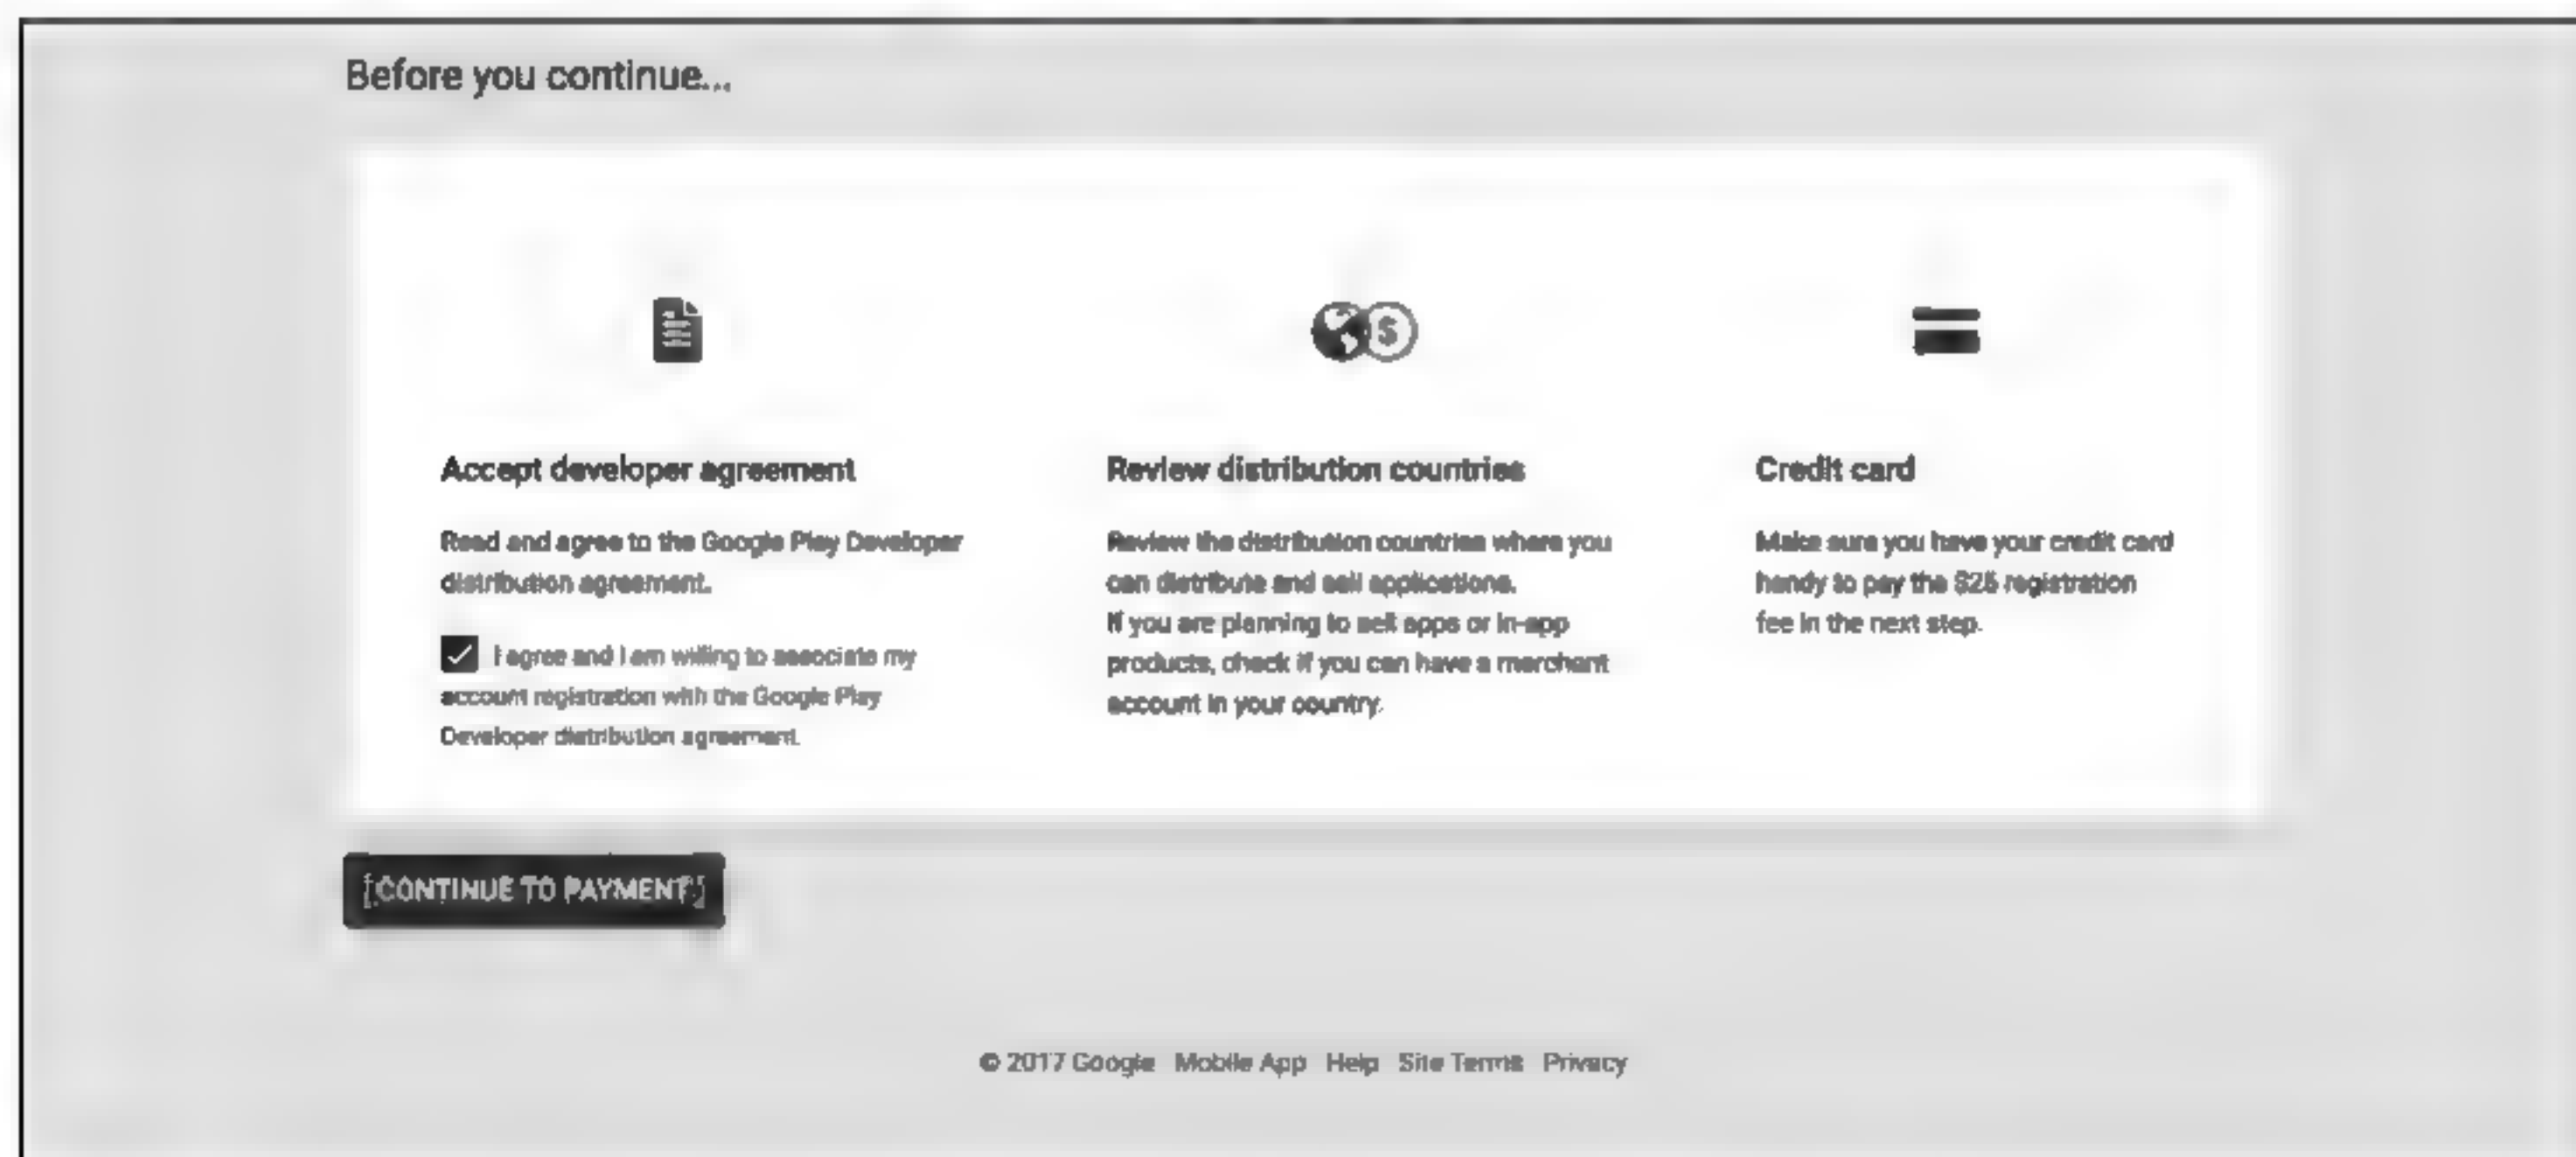 Before you continue...
Accept developer agreement
Read and agree to the Google Play Developer
distribution agreement.
I agree and I am willing to associate my
account registration with the Google Play
Developer distribution agreement.
Review distribution countries
Review the distribution countries where you
can distribute and sell applications.
If you are planning to sell apps or in-app
products, check if you can have a merchant
account in your country.
Credit card
Make sure you have your credit card
handy to pay the $25 registration
fee in the next step.
CONTINUE TO PAYMENT
© 2017 Google Mobile App Help Site Terms Privacy